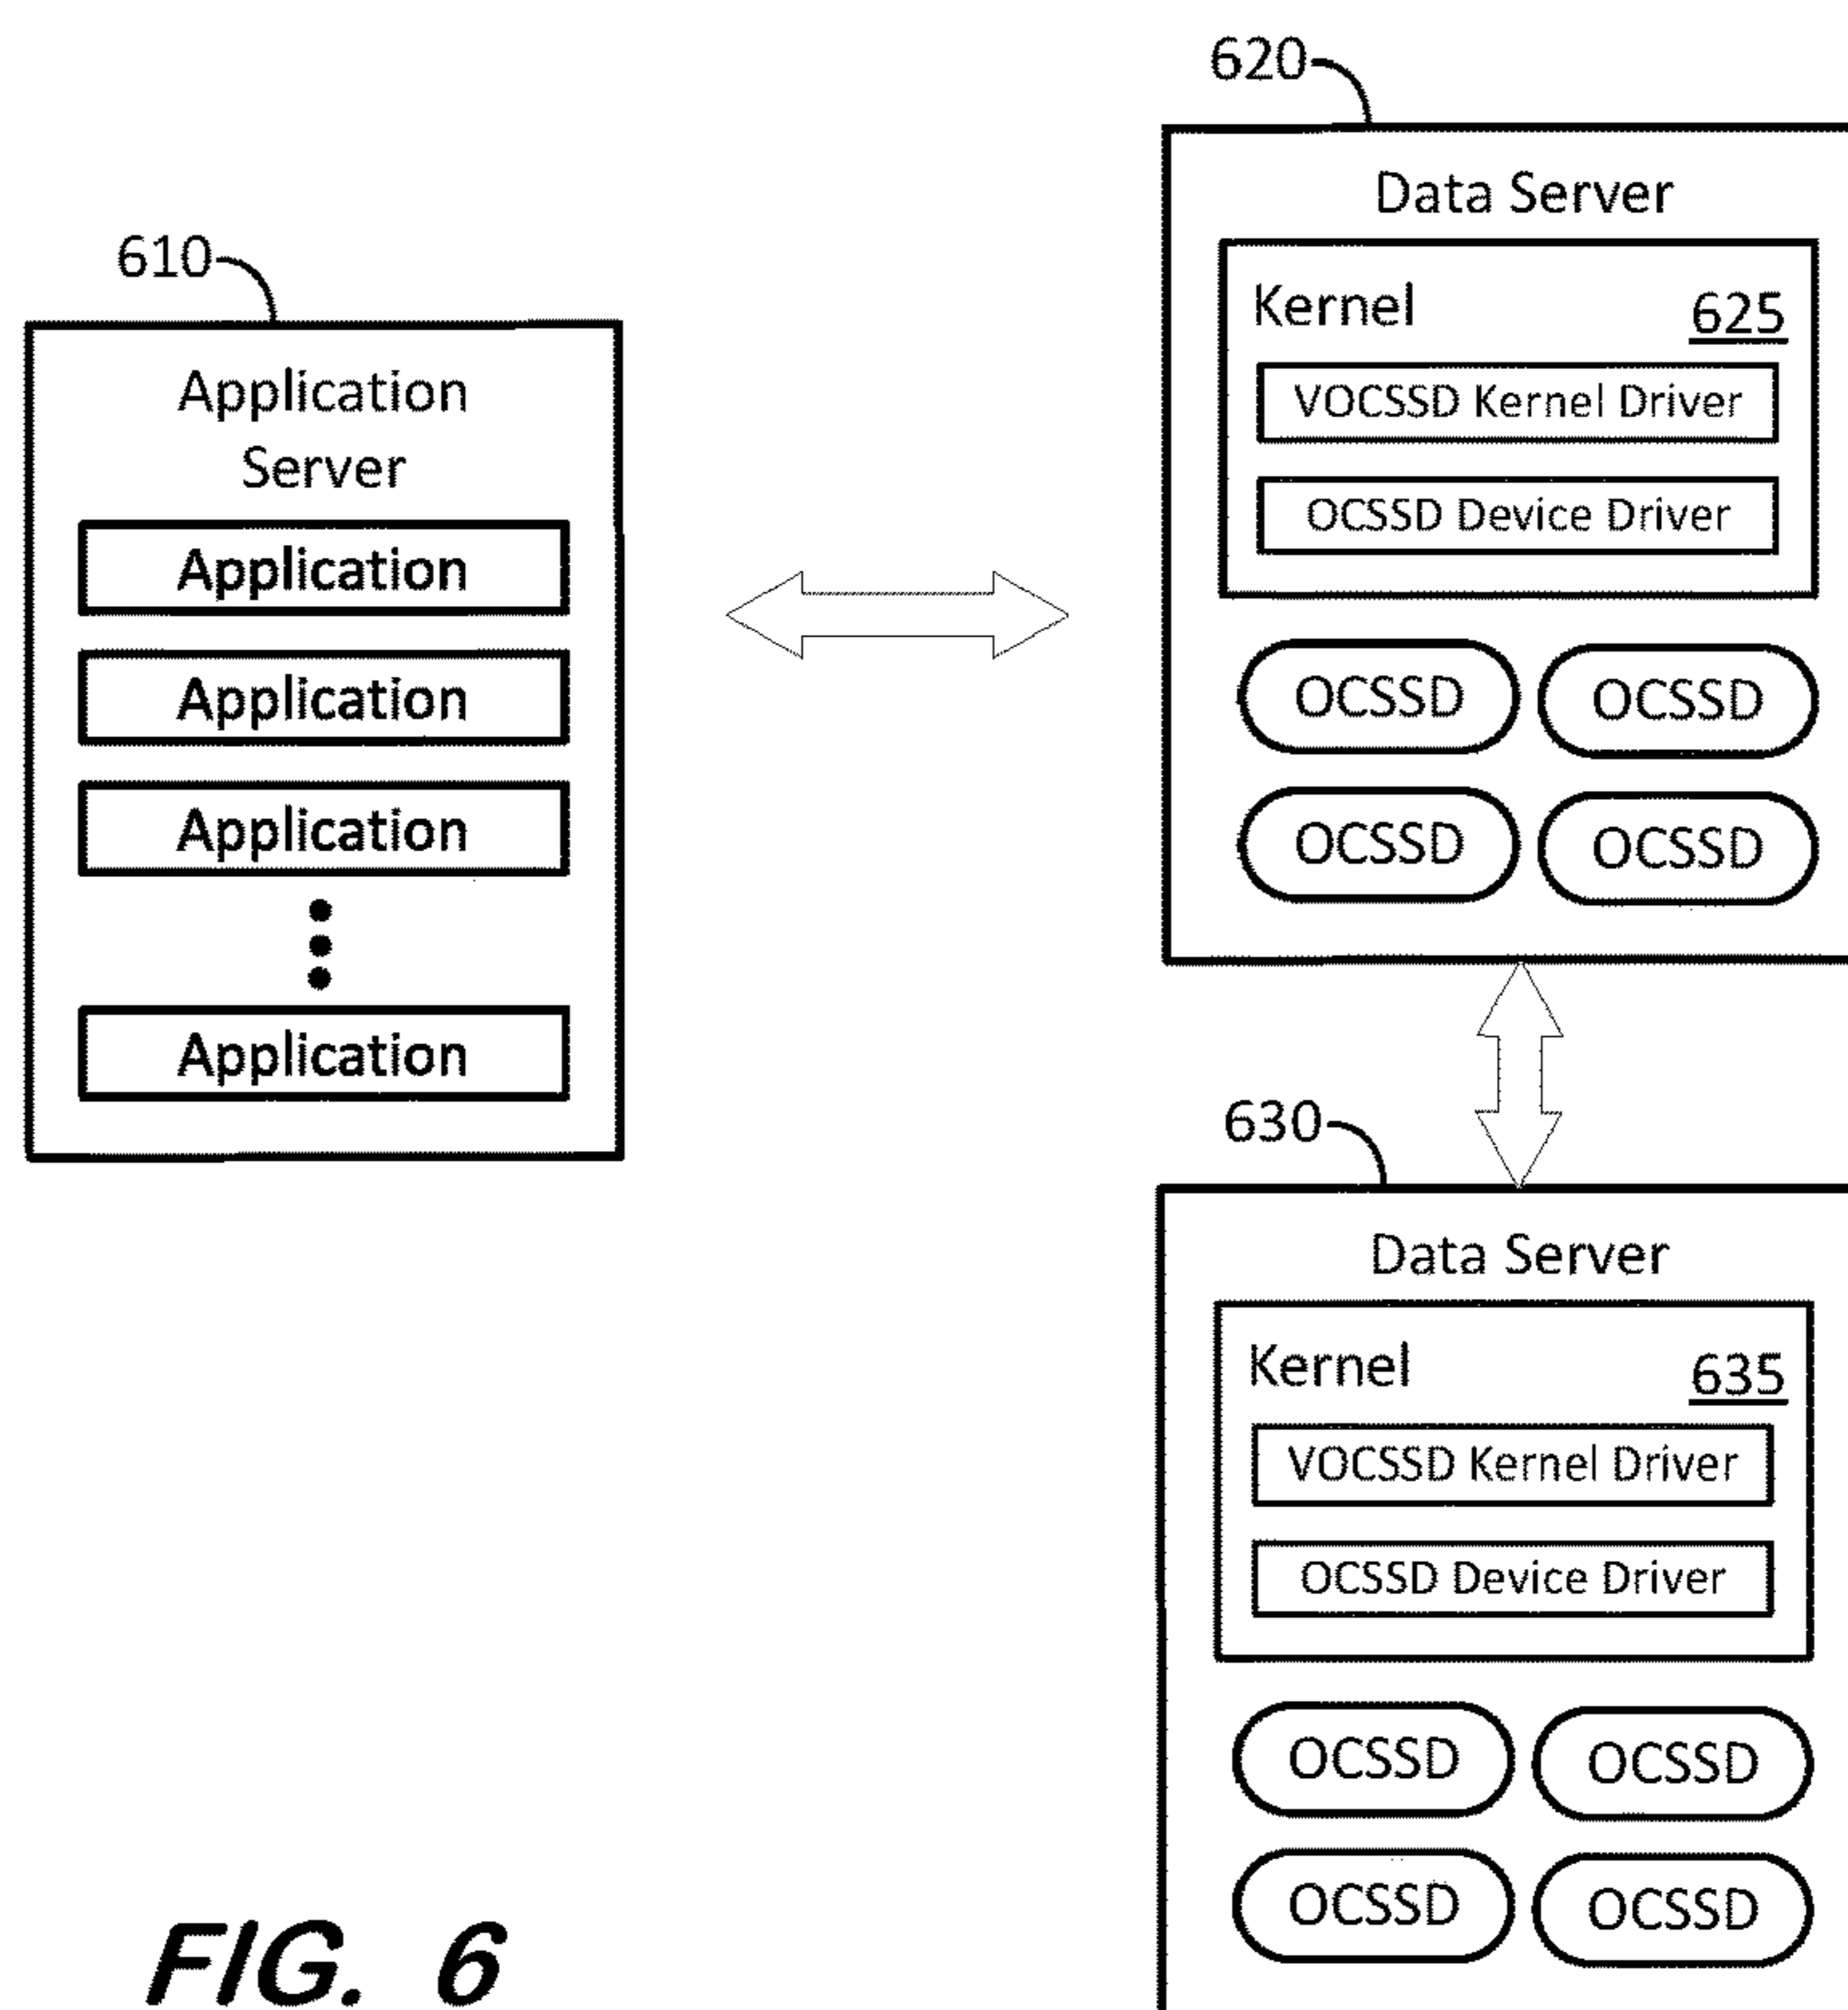 610
Application
Server
Application
Application
Application
Application
620
Data Server
Kernel 625
VOCSSD Kernel Driver
OCSSD Device Driver
OCSSD OCSSD
OCSSD OCSSD
630
Data Server
Kernel 635
VOCSSD Kernel Driver
OCSSD Device Driver
OCSSD OCSSD
OCSSD OCSSD
FIG. 6